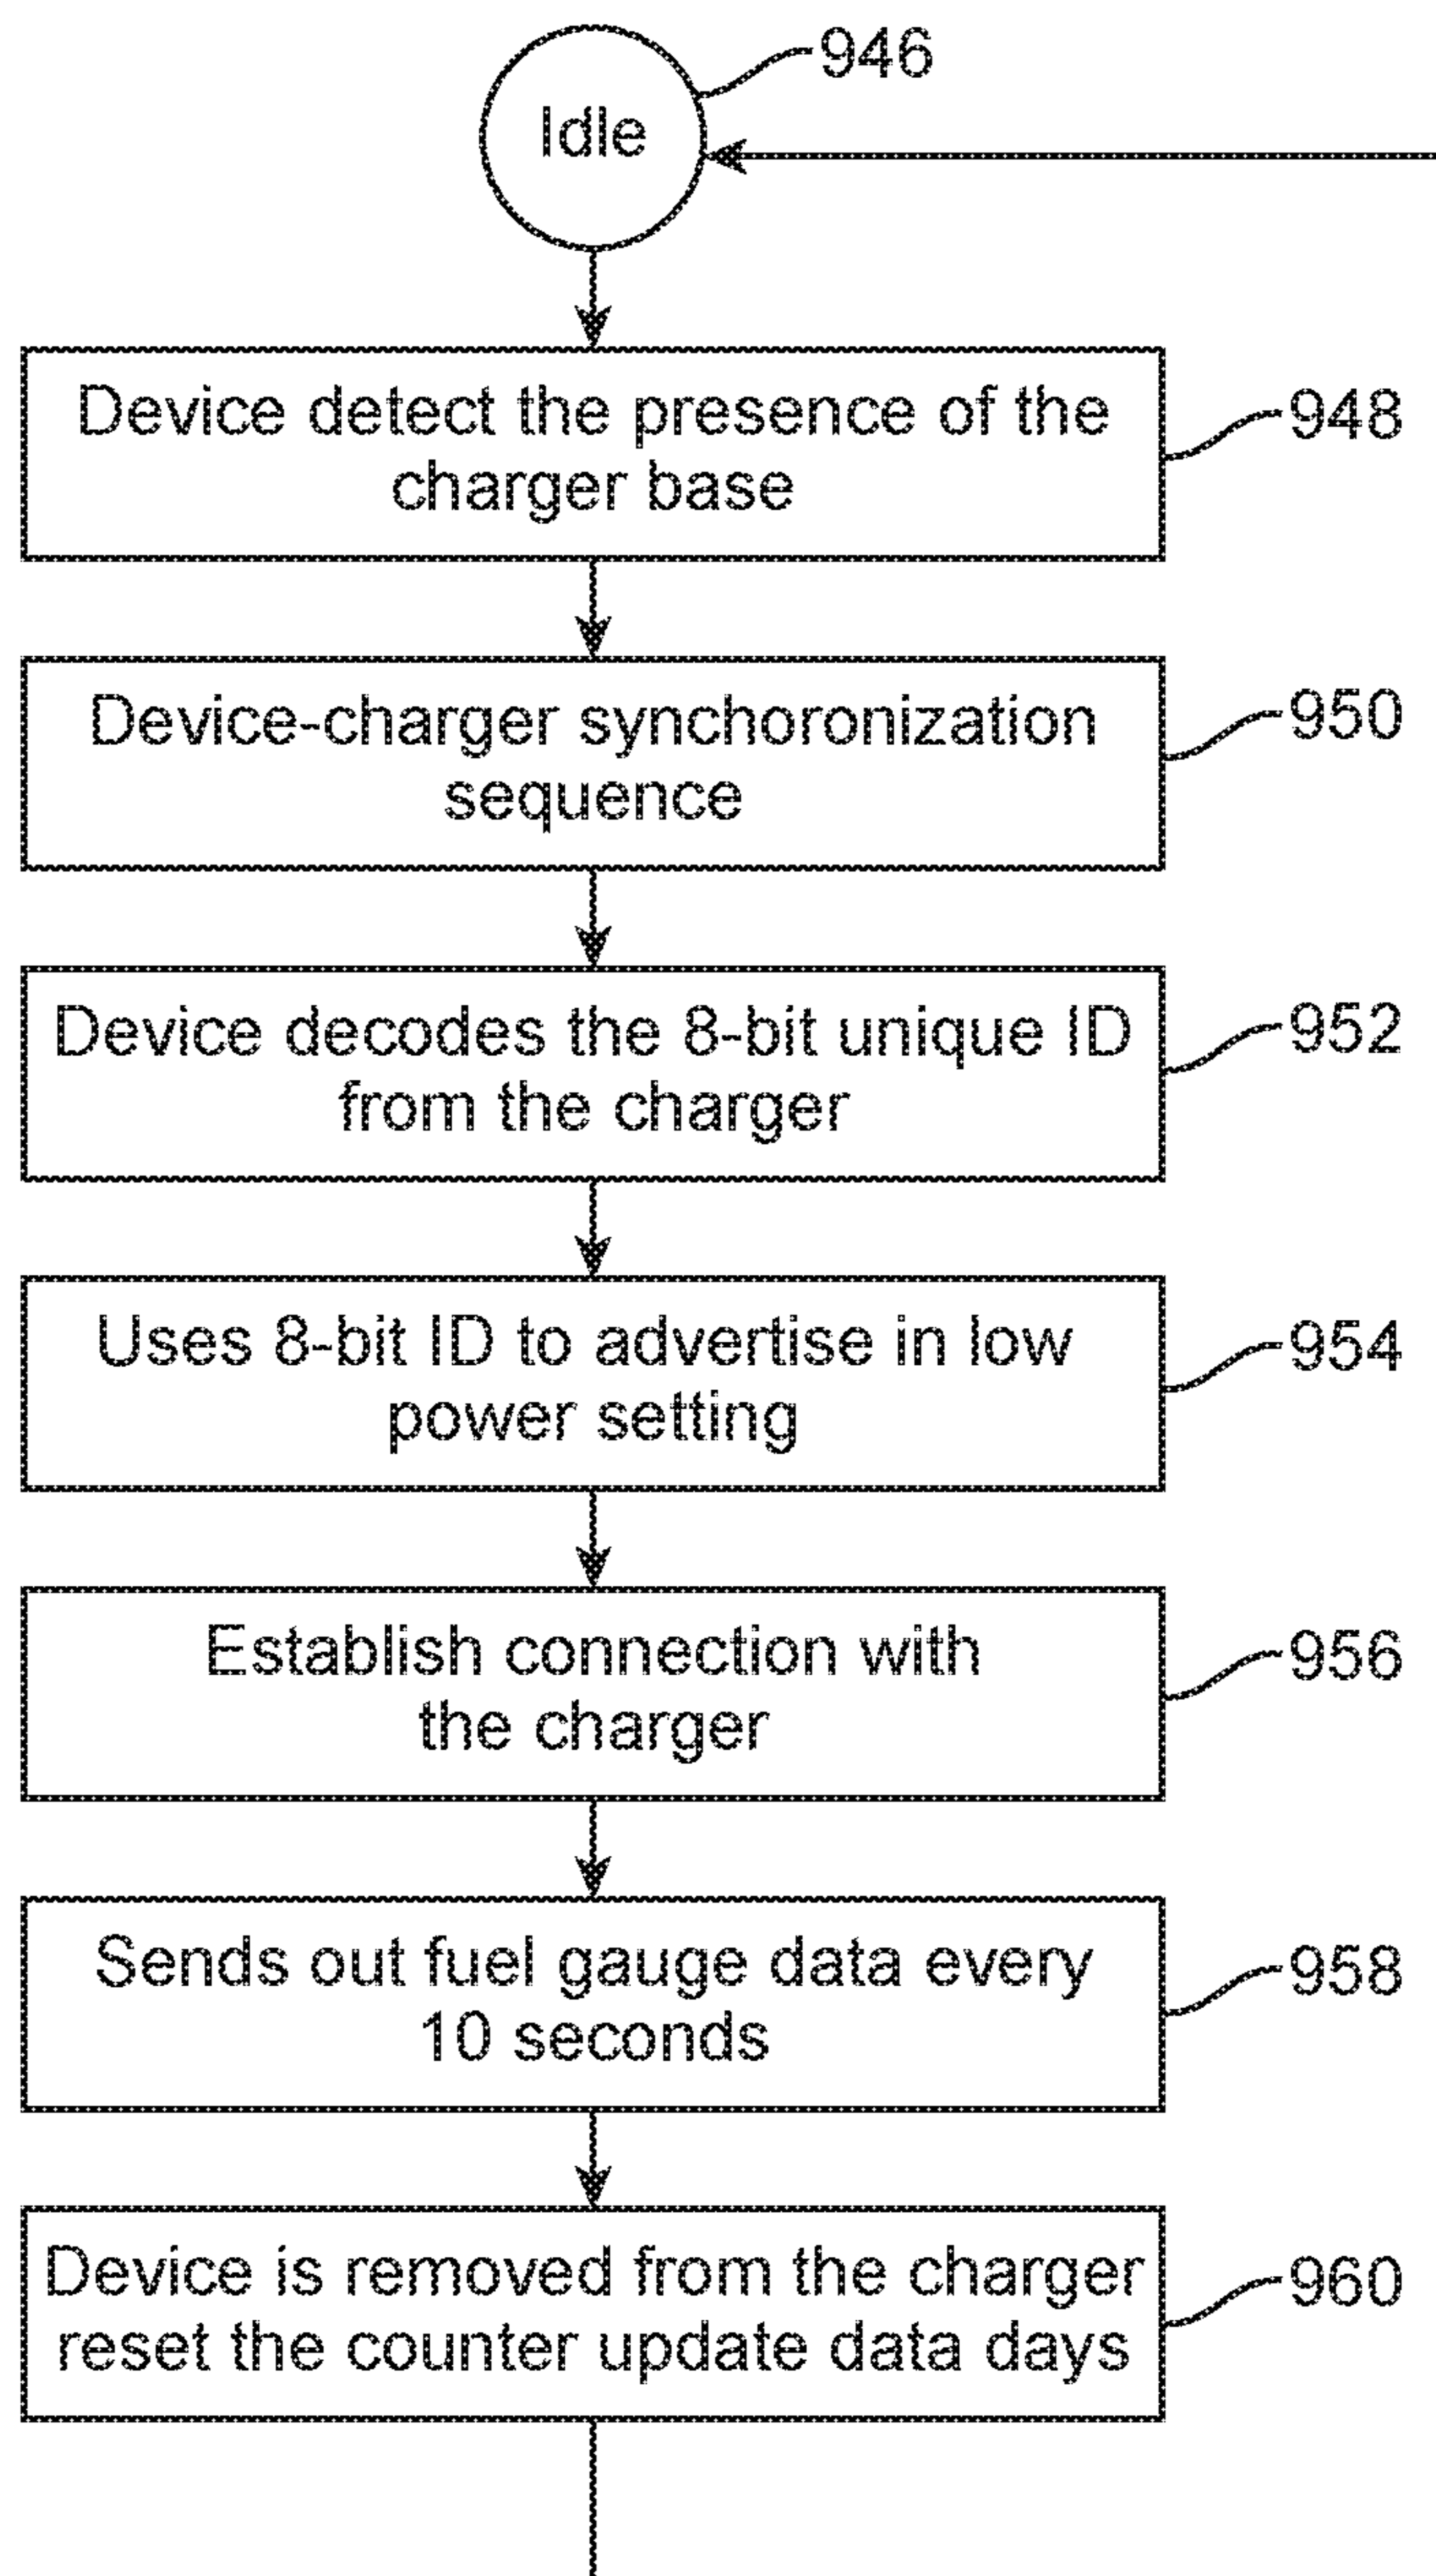 946
Idle
Device detect the presence of the
charger base
948
Device-charger synchoronization
sequence
950
Device decodes the 8-bit unique ID
from the charger
952
Uses 8-bit ID to advertise in low
power setting
954
Establish connection with
the charger
956
Sends out fuel gauge data every
10 seconds
958
Device is removed from the charger
reset the counter update data days
960